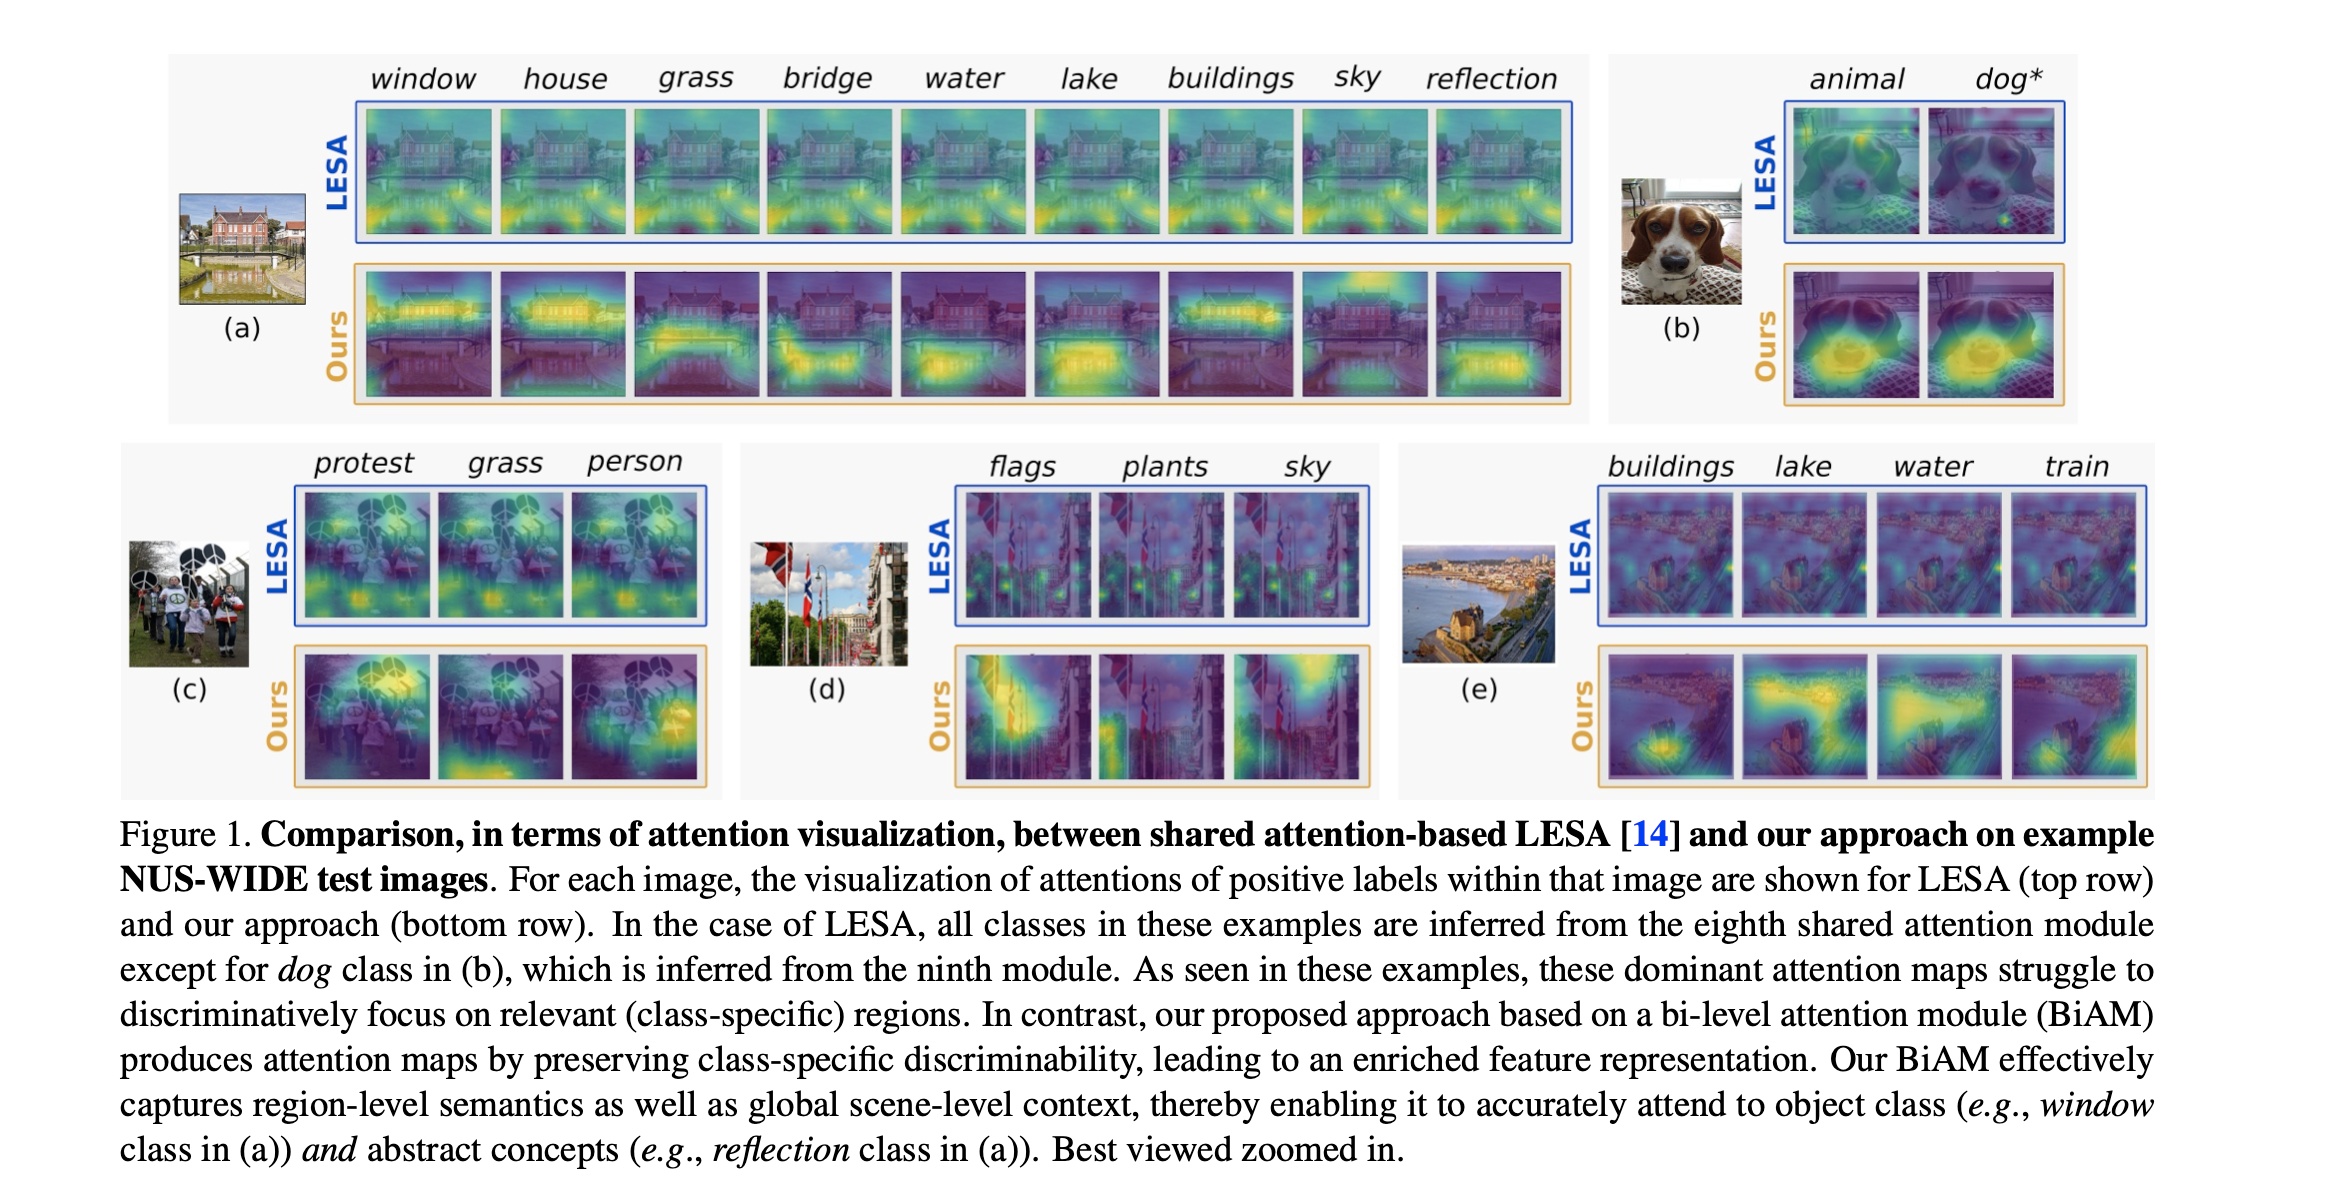 window house grass bridge water lake buildings sky reflection
LESA
Ours
(a)
animal dog*
LESA
Ours
(b)
protest grass person
LESA
Ours
(c)
flags plants sky
LESA
Ours
(d)
buildings lake water train
LESA
Ours
(e)
Figure 1. Comparison, in terms of attention visualization, between shared attention-based LESA [14] and our approach on example
NUS-WIDE test images. For each image, the visualization of attentions of positive labels within that image are shown for LESA (top row)
and our approach (bottom row). In the case of LESA, all classes in these examples are inferred from the eighth shared attention module
except for dog class in (b), which is inferred from the ninth module. As seen in these examples, these dominant attention maps struggle to
discriminatively focus on relevant (class-specific) regions. In contrast, our proposed approach based on a bi-level attention module (BiAM)
produces attention maps by preserving class-specific discriminability, leading to an enriched feature representation. Our BiAM effectively
captures region-level semantics as well as global scene-level context, thereby enabling it to accurately attend to object class (e.g., window
class in (a)) and abstract concepts (e.g., reflection class in (a)). Best viewed zoomed in.